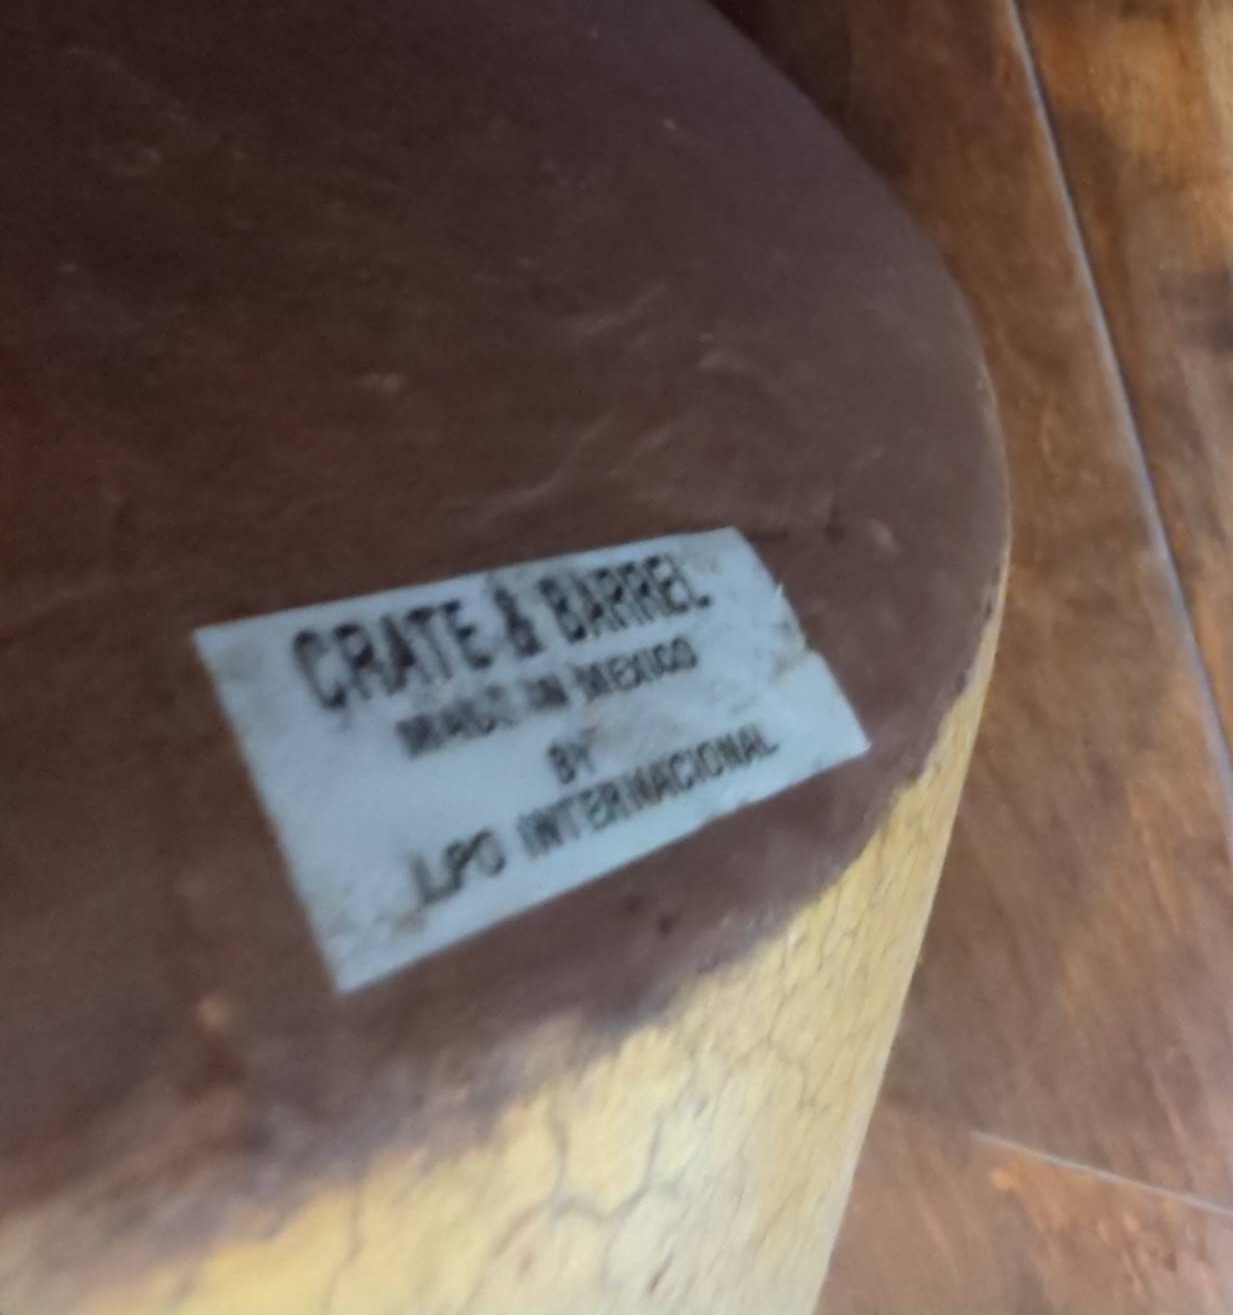 CRATE & BARREL
MADE IN MEXICO
BY
LPO INTERNACIONAL